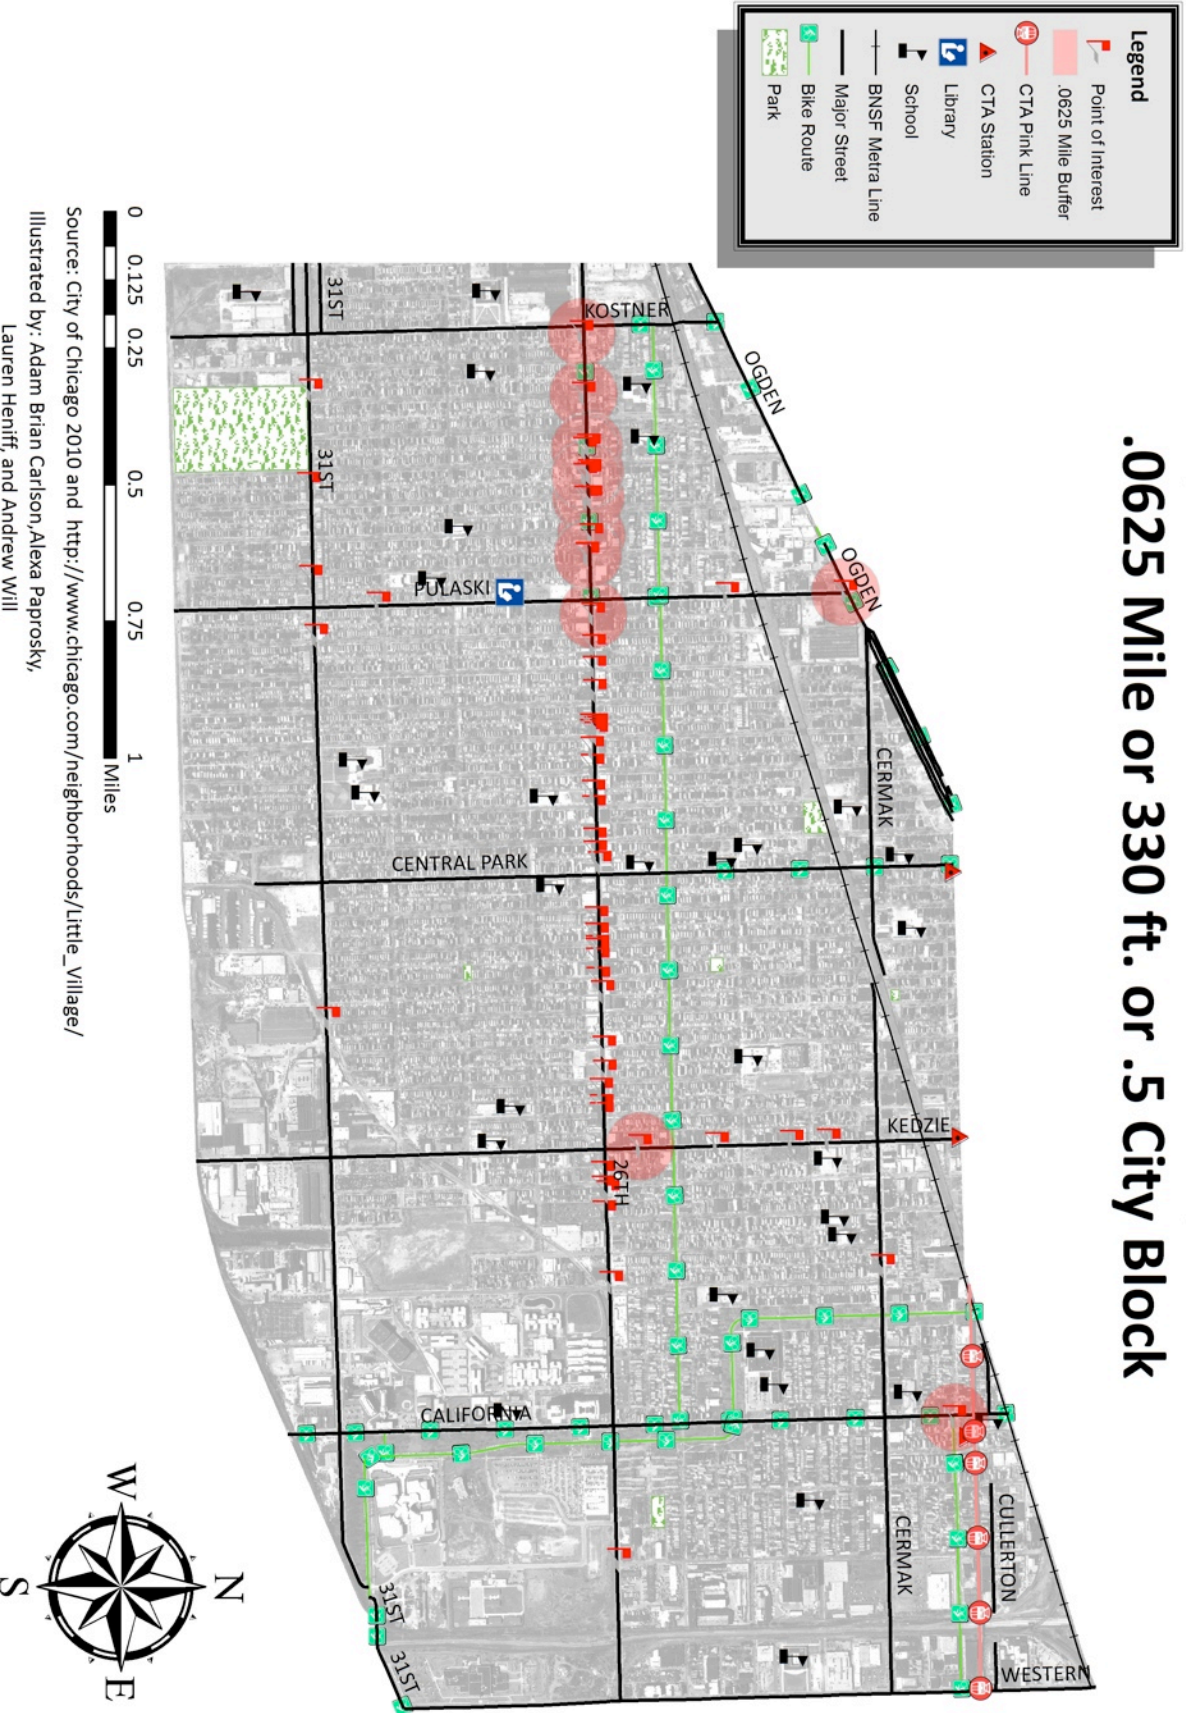 .0625 Mile or 330 ft. or .5 City Block
Legend
Point of Interest
.0625 Mile Buffer
CTA Pink Line
CTA Station
Library
School
BNSF Metra Line
Major Street
Bike Route
Park
OGDEN
OGDEN
CERMAK
KEDZIE
CULLERTON
CERMAK
WESTERN
KOSTNER
PULASKI
CENTRAL PARK
26TH
CALIFORNIA
31ST
31ST
31ST
31ST
0 0.125 0.25 0.5 0.75 1
Miles
Source: City of Chicago 2010 and http://www.chicago.com/neighborhoods/Little_Village/
Illustrated by: Adam Brian Carlson,Alexa Paprosky,
Lauren Heniff, and Andrew Will
N
W
E
S